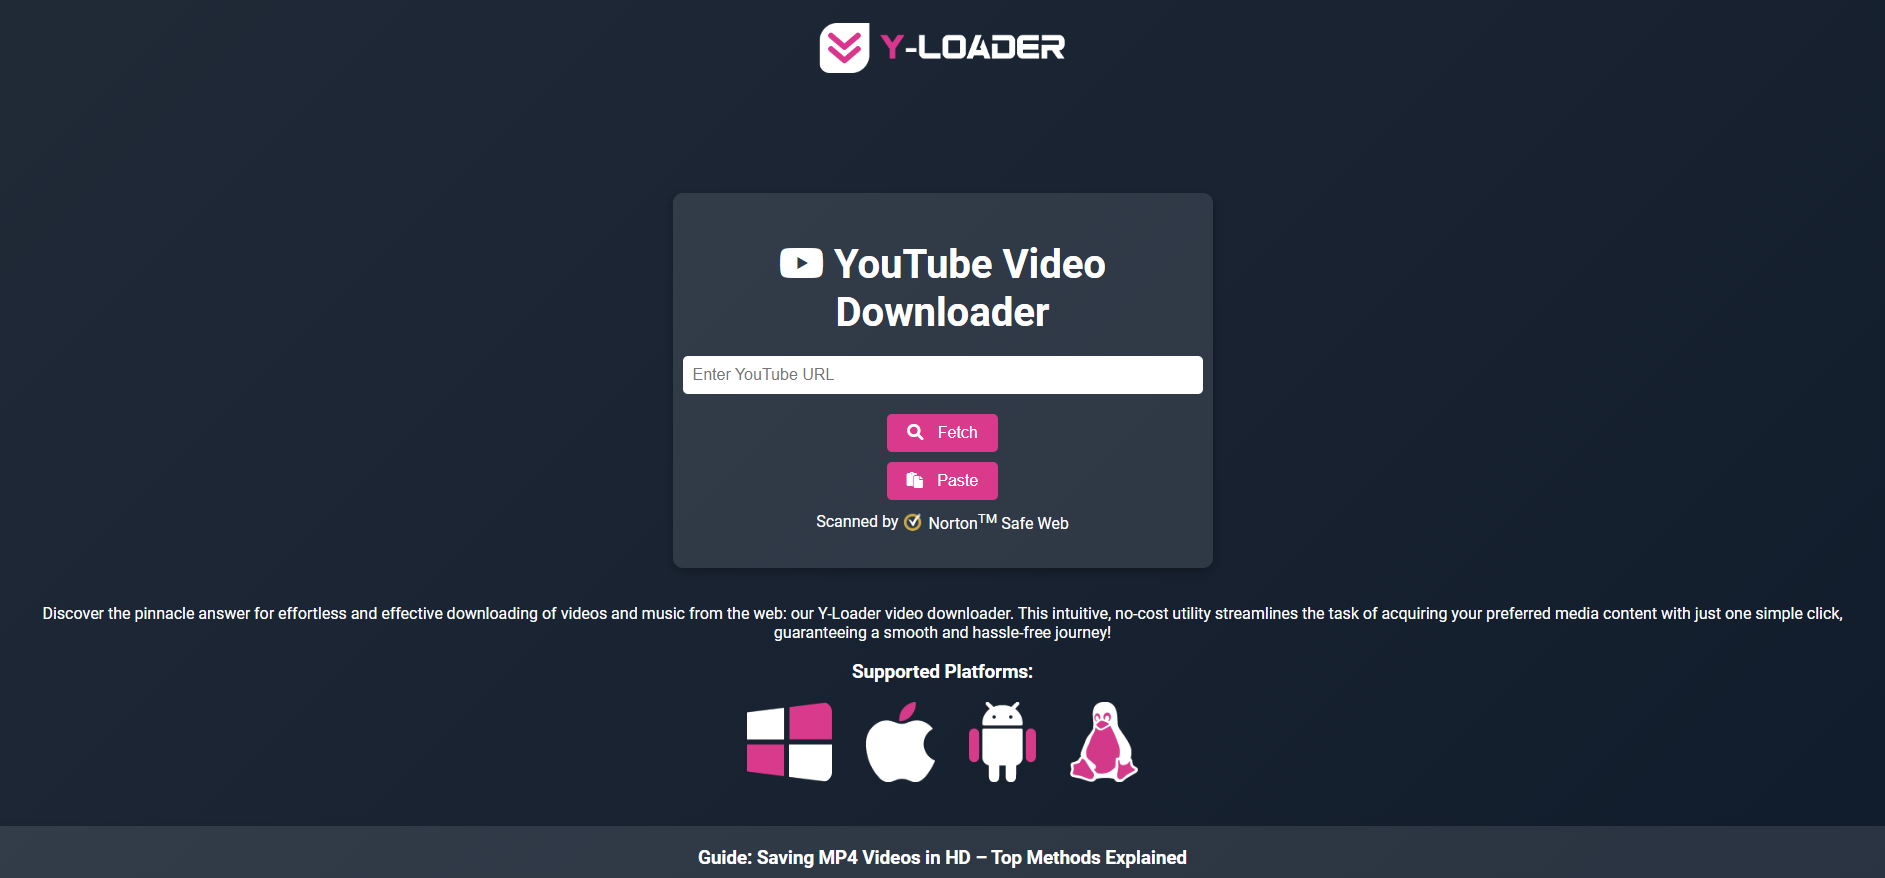 Y-LOADER
YouTube Video
Downloader
Enter YouTube URL
Fetch
Paste
Scanned by Norton™ Safe Web
Discover the pinnacle answer for effortless and effective downloading of videos and music from the web: our Y-Loader video downloader. This intuitive, no-cost utility streamlines the task of acquiring your preferred media content with just one simple click,
guaranteeing a smooth and hassle-free journey!
Supported Platforms:
Guide: Saving MP4 Videos in HD – Top Methods Explained